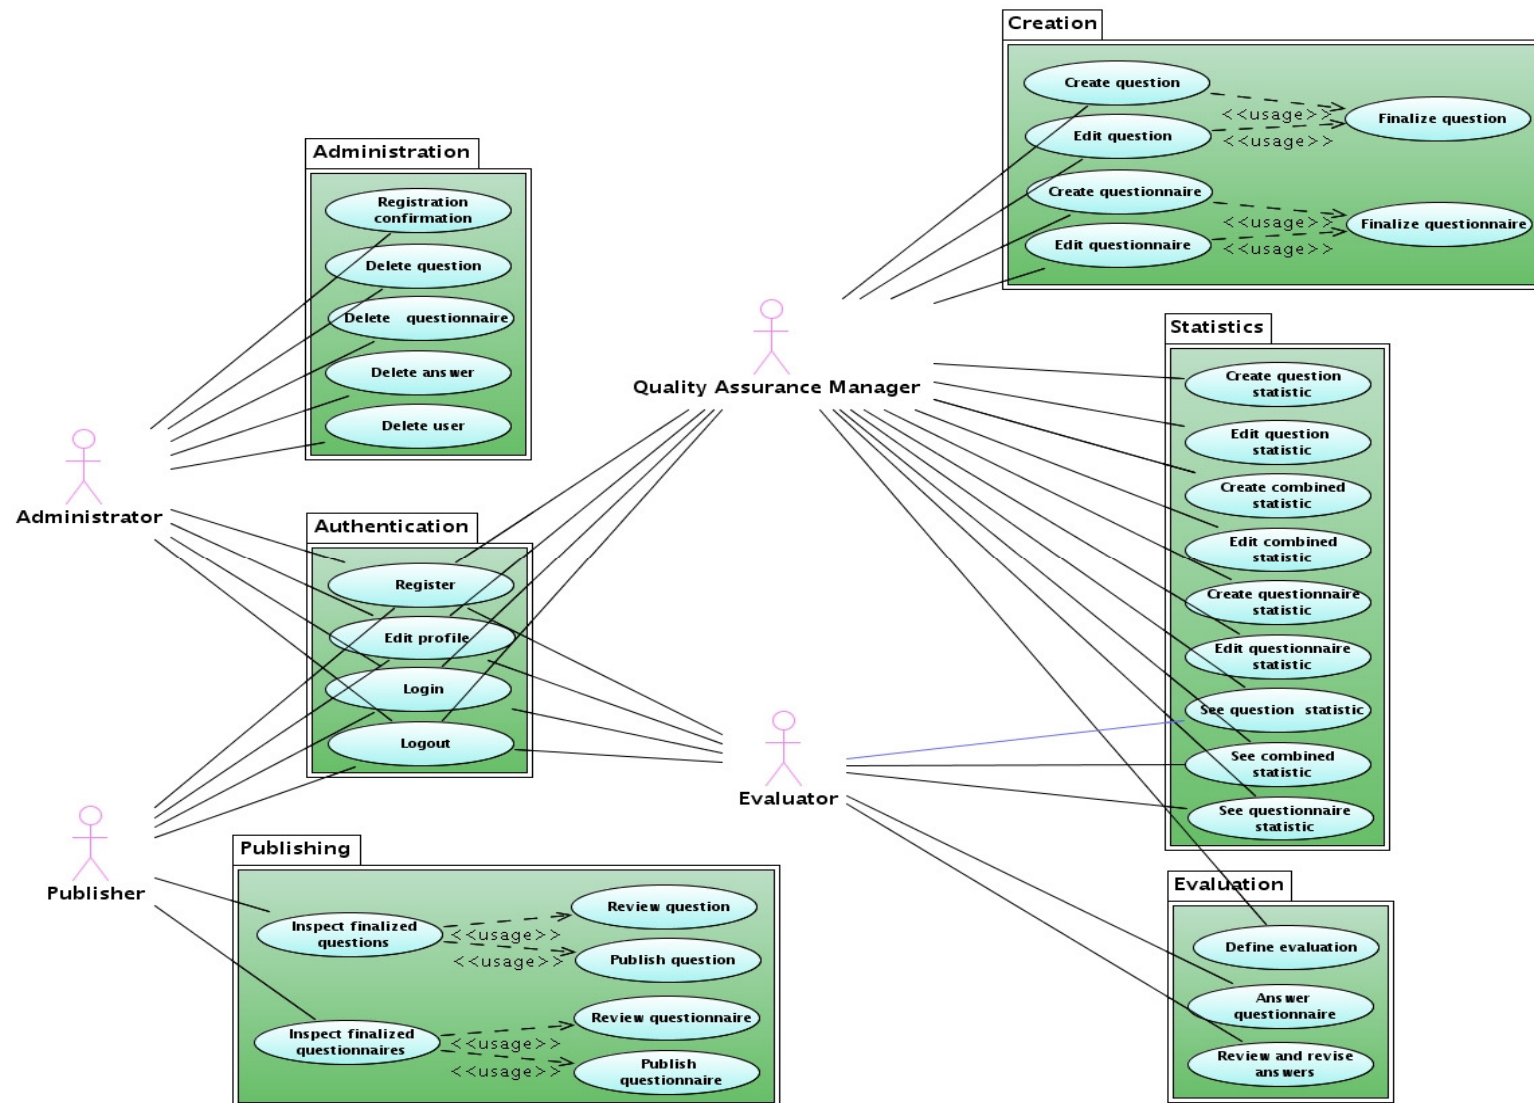 Creation
Create question
<<usage>>
Finalize question
Edit question
<<usage>>
Create questionnaire
<<usage>>
Finalize questionnaire
Edit questionnaire
<<usage>>
Administration
Registration
confirmation
Delete question
Delete questionnaire
Delete answer
Delete user
Quality Assurance Manager
Administrator
Statistics
Create question
statistic
Edit question
statistic
Create combined
statistic
Edit combined
statistic
Create questionnaire
statistic
Edit questionnaire
statistic
See question statistic
See combined
statistic
See questionnaire
statistic
Authentication
Register
Edit profile
Login
Logout
Evaluator
Publisher
Publishing
Inspect finalized
questions
<<usage>>
<<usage>>
Review question
Publish question
Inspect finalized
questionnaires
<<usage>>
<<usage>>
Review questionnaire
Publish
questionnaire
Evaluation
Define evaluation
Answer
questionnaire
Review and revise
answers